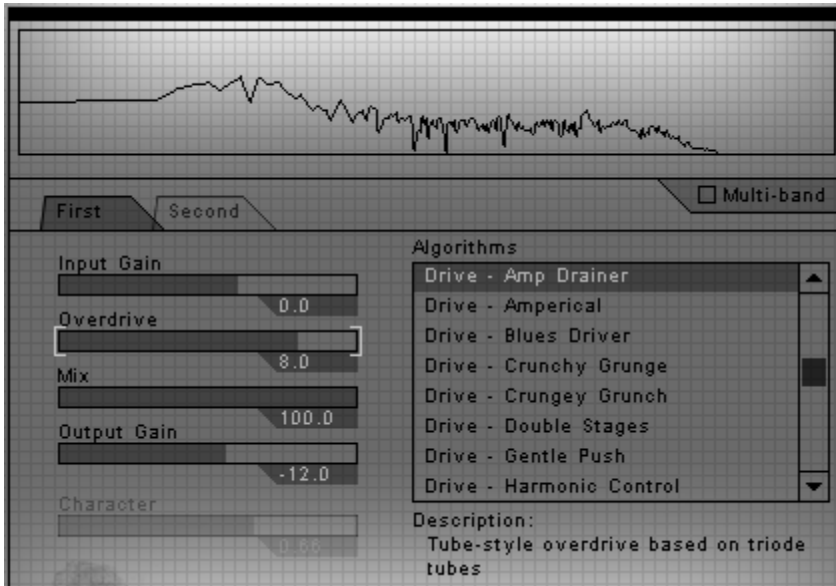 Multi-band
First
Second
Input Gain
0.0
Overdrive
8.0
Mix
100.0
Output Gain
-12.0
Character
0.66
Algorithms
Drive - Amp Drainer
Drive - Amperical
Drive - Blues Driver
Drive - Crunchy Grunge
Drive - Crungey Grunch
Drive - Double Stages
Drive - Gentle Push
Drive - Harmonic Control
Description:
Tube-style overdrive based on triode
tubes